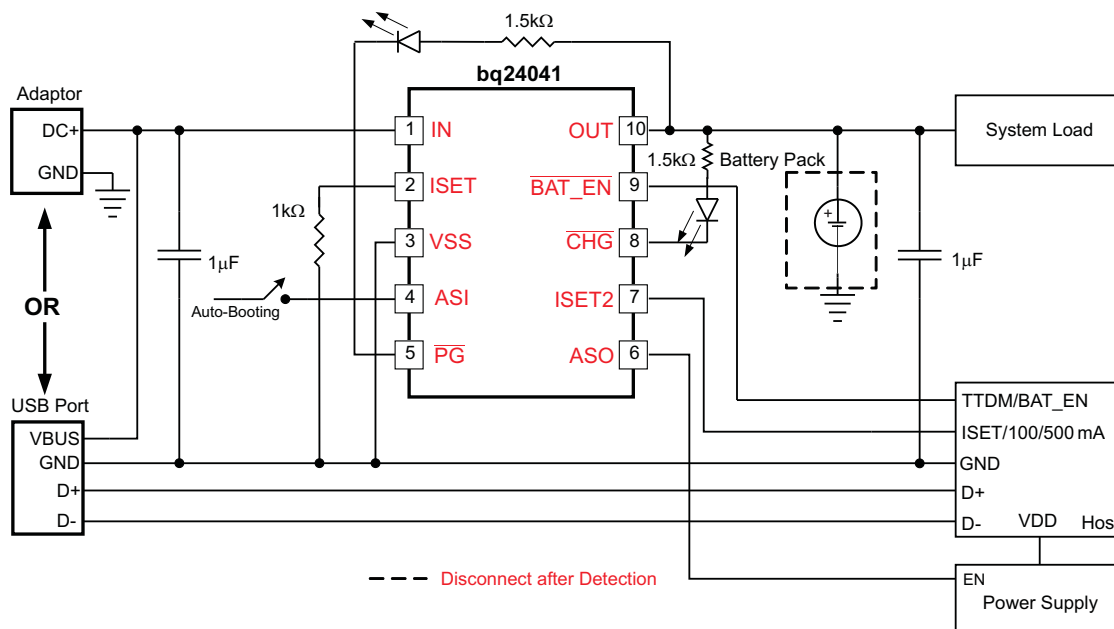 1.5kΩ
bq24041
Adaptor
DC+
GND
1 IN
OUT 10
System Load
1.5kΩ
Battery Pack
2 ISET
BAT_EN 9
1kΩ
+
3 VSS
CHG 8
1μF
1μF
OR
Auto-Booting
4 ASI
ISET2 7
5 PG
ASO 6
USB Port
TTDM/BAT_EN
VBUS
ISET/100/500 mA
GND
GND
D+
D+
D-
D-
VDD
Hos
Disconnect after Detection
EN
Power Supply